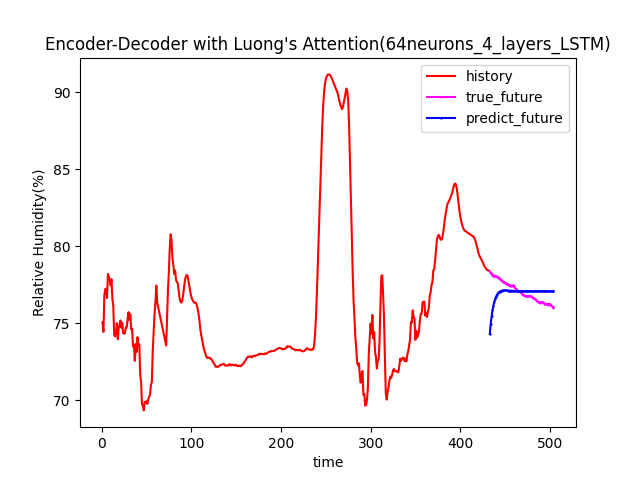 Encoder-Decoder with Luong's Attention(64neurons_4_layers_LSTM)
history
true_future
predict_future
Relative Humidity(%)
90
85
80
75
70
0 100 200 300 400 500
time